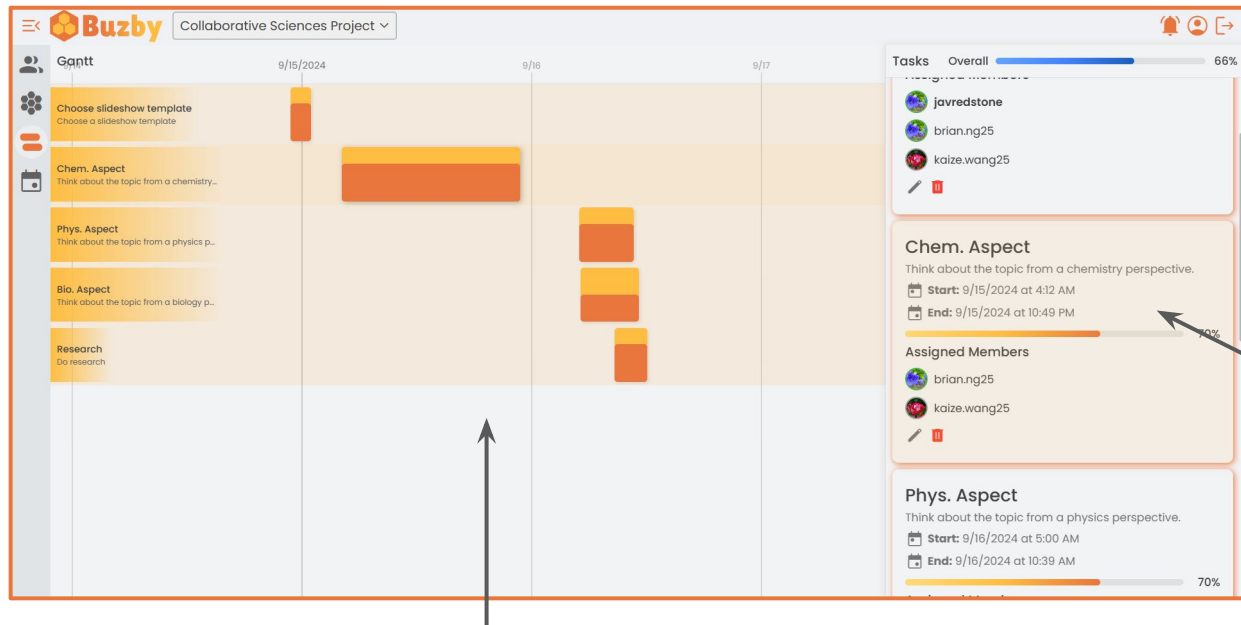 Buzby
Collaborative Sciences Project
Gantt
9/14
9/15/2024
9/16
9/17
Choose slideshow template
Choose a slideshow template
Chem. Aspect
Think about the topic from a chemistry...
Phys. Aspect
Think about the topic from a physics p...
Bio. Aspect
Think about the topic from a biology p...
Research
Do research
Tasks
Overall
66%
Assigned Members
javredstone
brian.ng25
kaize.wang25
Chem. Aspect
Think about the topic from a chemistry perspective.
Start: 9/15/2024 at 4:12 AM
End: 9/15/2024 at 10:49 PM
70%
Assigned Members
brian.ng25
kaize.wang25
Phys. Aspect
Think about the topic from a physics perspective.
Start: 9/16/2024 at 5:00 AM
End: 9/16/2024 at 10:39 AM
70%